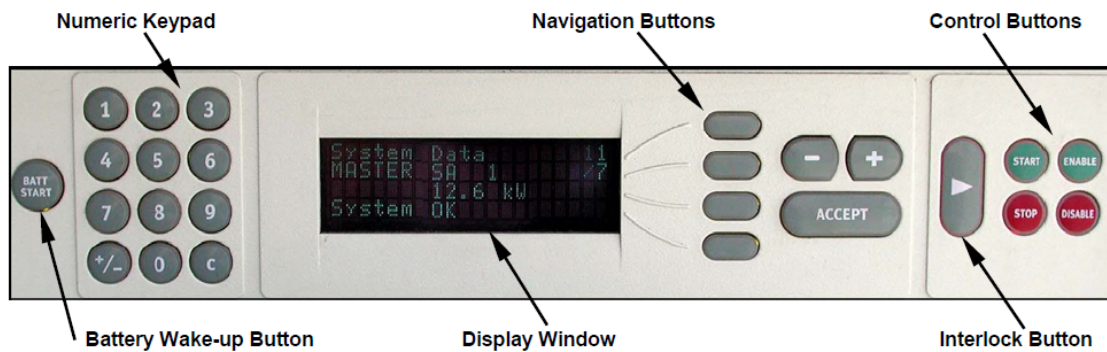 Numeric Keypad
Navigation Buttons
Control Buttons
1 2 3
4 5 6
7 8 9
+/- 0 c
BATT
START
System Data 11
MASTER SA 1 /7
12.6 kW
System OK
- +
ACCEPT
START ENABLE
STOP DISABLE
Battery Wake-up Button
Display Window
Interlock Button